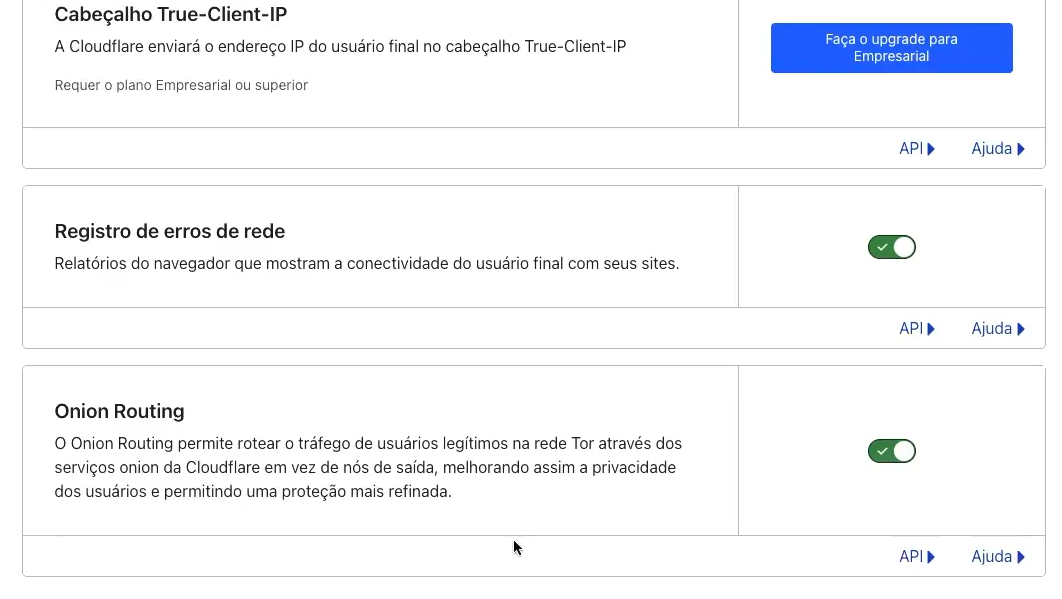 Cabeçalho True-Client-IP
A Cloudflare enviará o endereço IP do usuário final no cabeçalho True-Client-IP
Requer o plano Empresarial ou superior
Faça o upgrade para
Empresarial
API
Ajuda
Registro de erros de rede
Relatórios do navegador que mostram a conectividade do usuário final com seus sites.
API
Ajuda
Onion Routing
O Onion Routing permite rotear o tráfego de usuários legítimos na rede Tor através dos
serviços onion da Cloudflare em vez de nós de saída, melhorando assim a privacidade
dos usuários e permitindo uma proteção mais refinada.
API
Ajuda